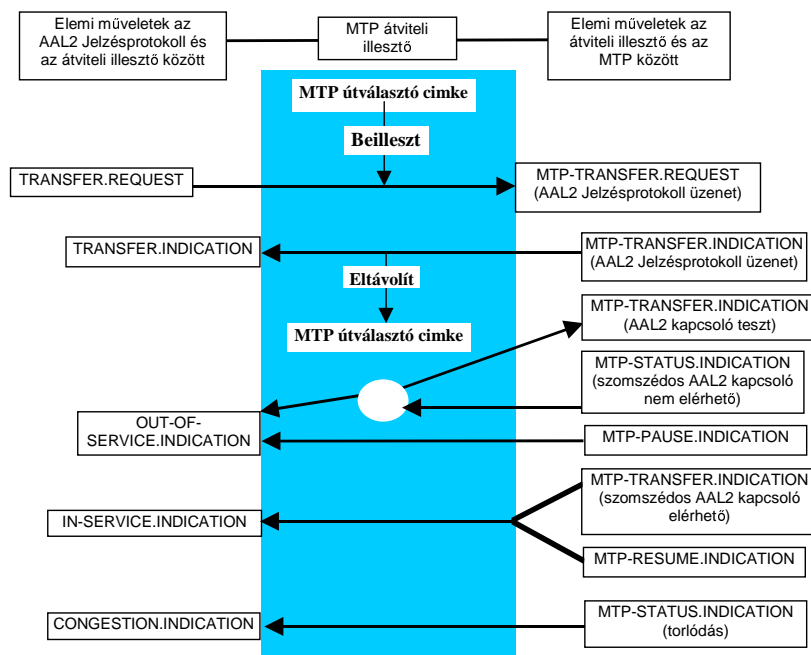 Elemi műveletek az
AAL2 Jelzésprotokoll és
az átviteli illesztő között
MTP átviteli
illesztő
Elemi műveletek az
átviteli illesztő és az
MTP között
MTP útválasztó cimke
Beilleszt
TRANSFER.REQUEST
MTP-TRANSFER.REQUEST
(AAL2 Jelzésprotokoll üzenet)
TRANSFER.INDICATION
MTP-TRANSFER.INDICATION
(AAL2 Jelzésprotokoll üzenet)
Eltávolít
MTP útválasztó cimke
MTP-TRANSFER.INDICATION
(AAL2 kapcsoló teszt)
MTP-STATUS.INDICATION
(szomszédos AAL2 kapcsoló
nem elérhető)
OUT-OF-
SERVICE.INDICATION
MTP-PAUSE.INDICATION
MTP-TRANSFER.INDICATION
(szomszédos AAL2 kapcsoló
elérhető)
IN-SERVICE.INDICATION
MTP-RESUME.INDICATION
CONGESTION.INDICATION
MTP-STATUS.INDICATION
(torlódás)